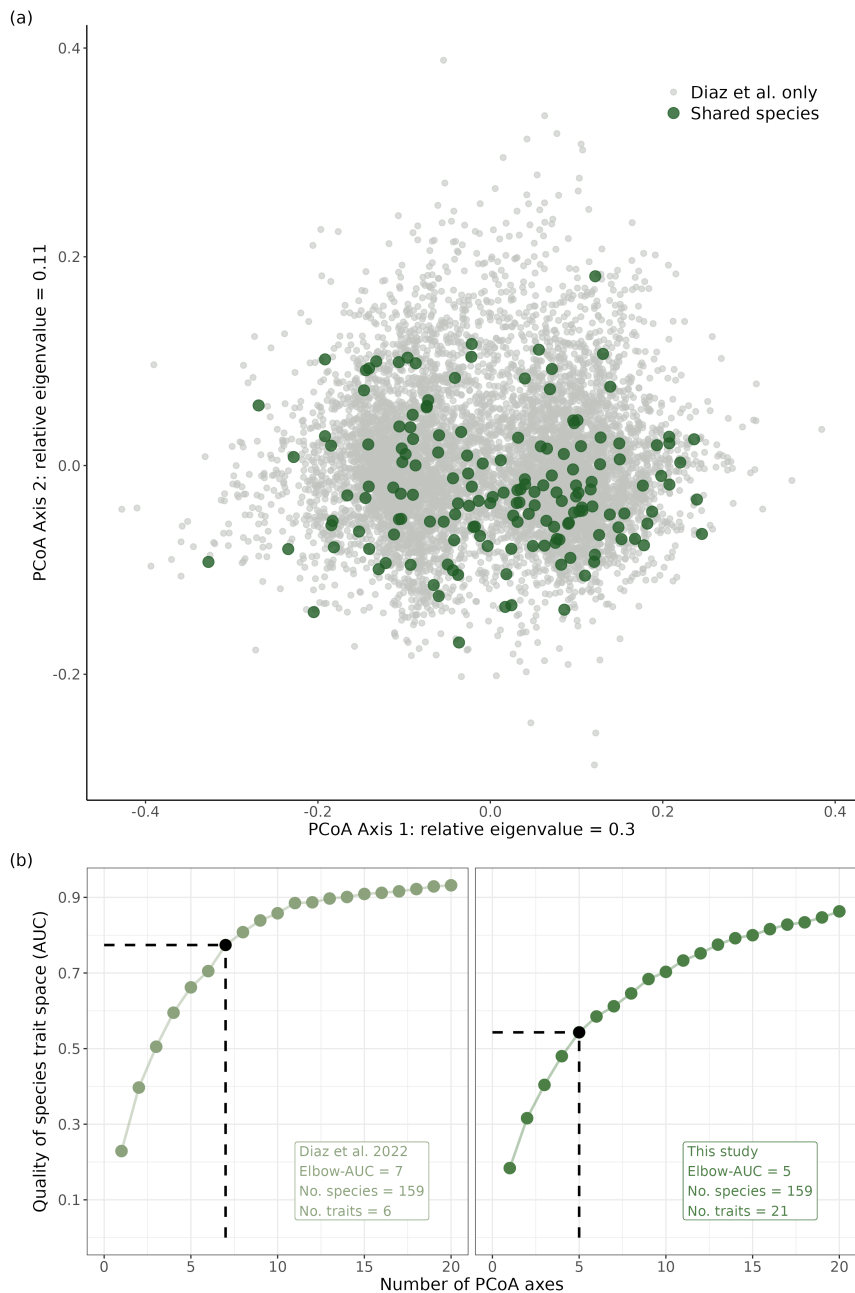 (a)
0.4
0.2
0.0
-0.2
PCoA Axis 2: relative eigenvalue = 0.11
Diaz et al. only
Shared species
-0.4
-0.2
0.0
0.2
0.4
PCoA Axis 1: relative eigenvalue = 0.3
(b)
Quality of species trait space (AUC)
0.9
0.7
0.5
0.3
0.1
Diaz et al. 2022
Elbow-AUC = 7
No. species = 159
No. traits = 6
This study
Elbow-AUC = 5
No. species = 159
No. traits = 21
0
5
10
15
20
0
5
10
15
20
Number of PCoA axes